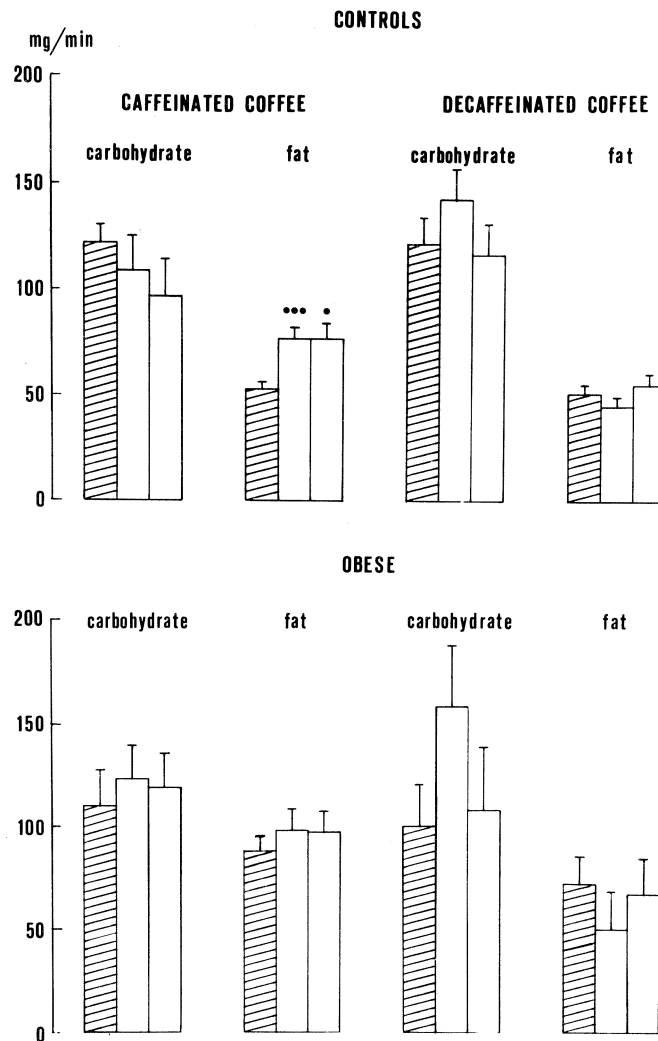 CONTROLS
mg/min
200
CAFFEINATED COFFEE
DECAFFEINATED COFFEE
carbohydrate
fat
carbohydrate
fat
150
100
••• •
50
0
OBESE
200
carbohydrate
fat
carbohydrate
fat
150
100
50
0